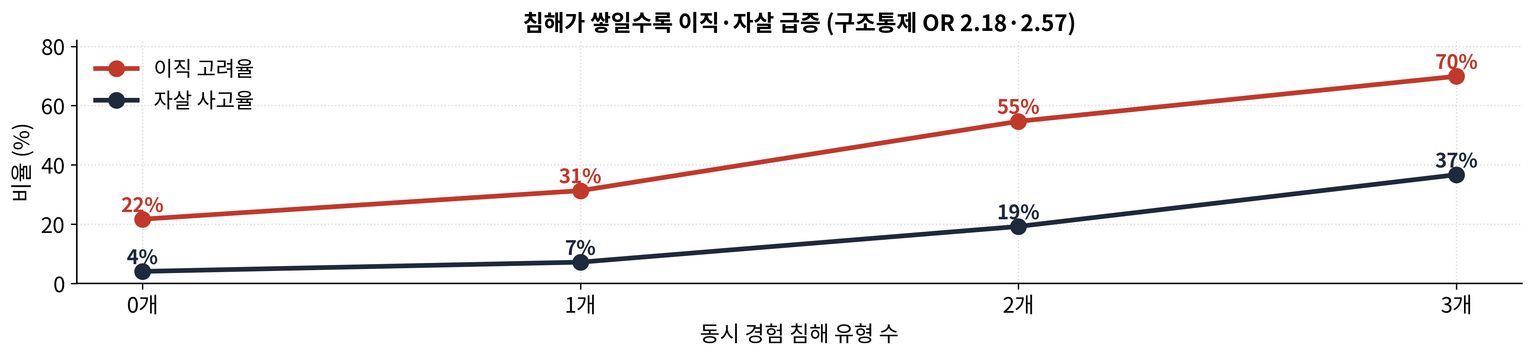 침해가 쌓일수록 이직·자살 급증 (구조통제 OR 2.18·2.57)
이직 고려율
자살 사고율
비율 (%)
80
60
40
20
0
22%
31%
55%
70%
4%
7%
19%
37%
0개
1개
2개
3개
동시 경험 침해 유형 수